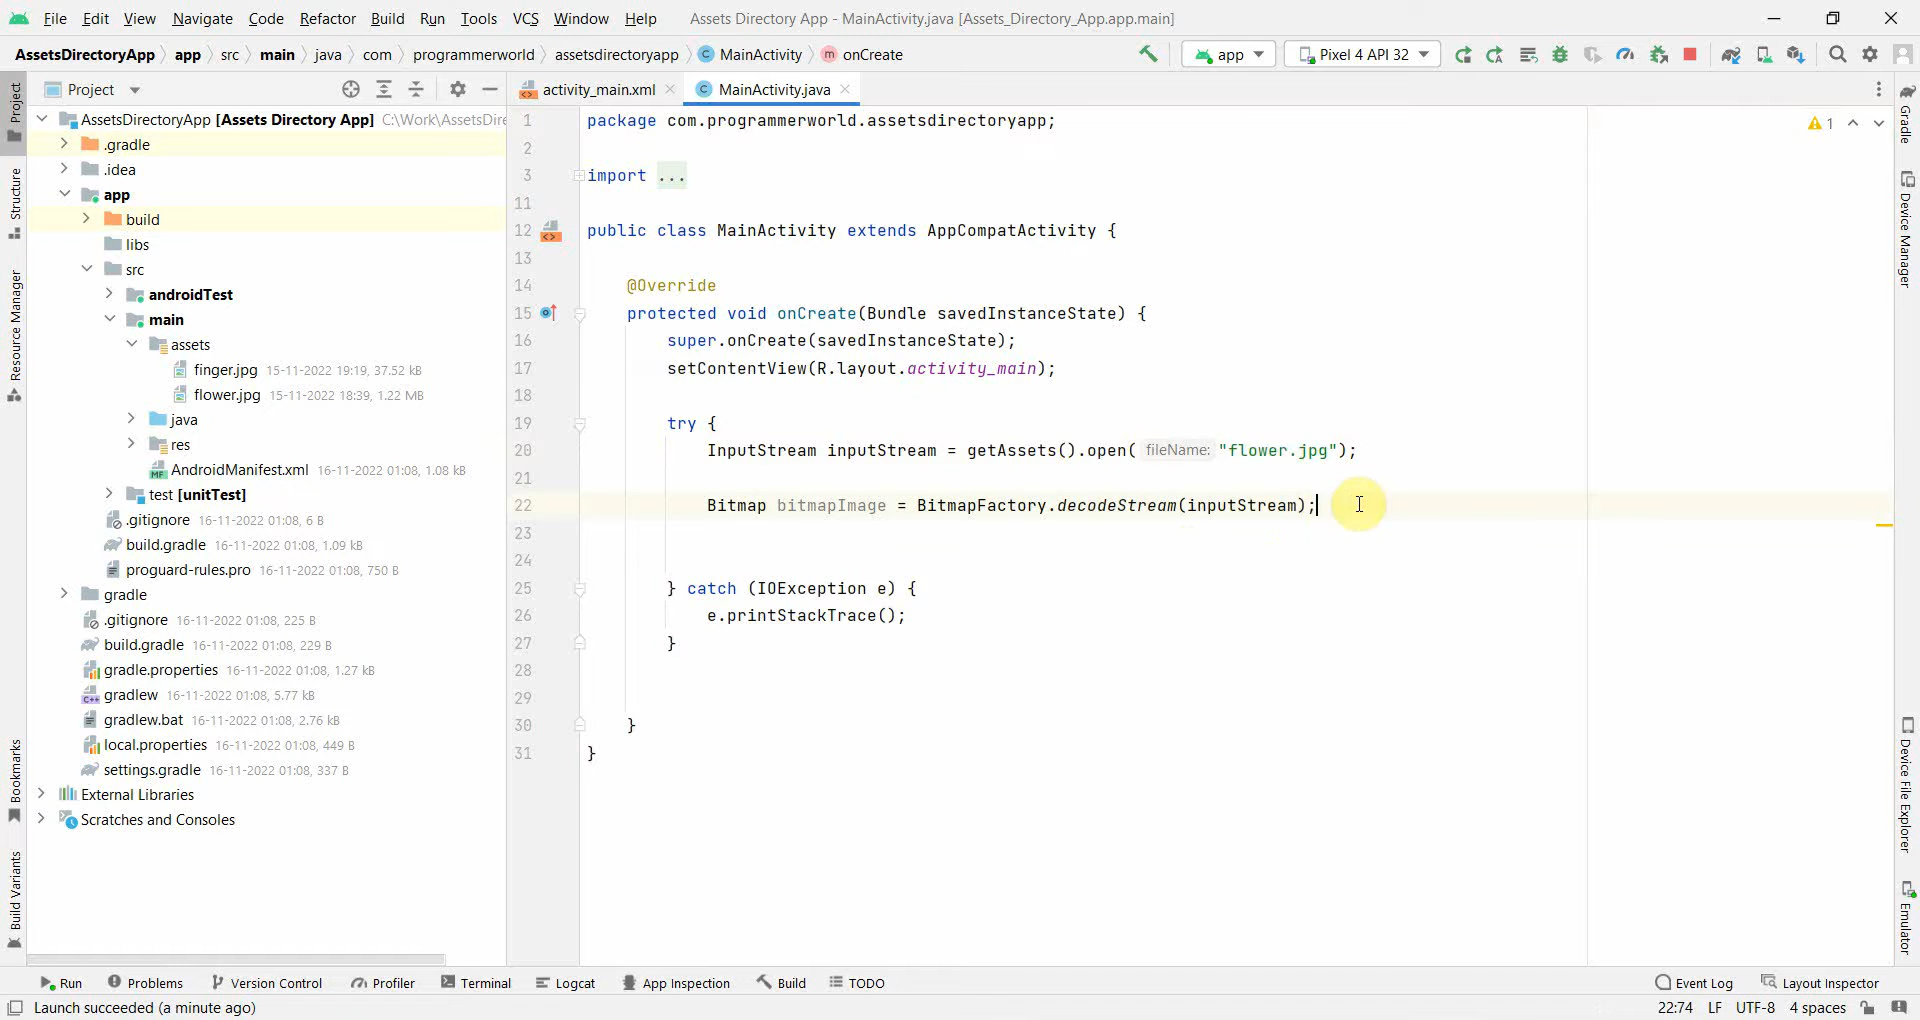 File Edit View Navigate Code Refactor Build Run Tools VCS Window Help Assets Directory App - MainActivity.java [Assets_Directory_App.app.main]
AssetsDirectoryApp app src main java com programmerworld assetsdirectoryapp C MainActivity m onCreate app Pixel 4 API 32
Project activity_main.xml C MainActivity.java
AssetsDirectoryApp [Assets Directory App] C:\Work\AssetsDire
.gradle
.idea
app
build
libs
src
androidTest
main
assets
finger.jpg 15-11-2022 19:19, 37.52 kB
flower.jpg 15-11-2022 18:39, 1.22 MB
java
res
MF AndroidManifest.xml 16-11-2022 01:08, 1.08 kB
test [unitTest]
.gitignore 16-11-2022 01:08, 6 B
build.gradle 16-11-2022 01:08, 1.09 kB
proguard-rules.pro 16-11-2022 01:08, 750 B
gradle
.gitignore 16-11-2022 01:08, 225 B
build.gradle 16-11-2022 01:08, 229 B
gradle.properties 16-11-2022 01:08, 1.27 kB
C++ gradlew 16-11-2022 01:08, 5.77 kB
gradlew.bat 16-11-2022 01:08, 2.76 kB
local.properties 16-11-2022 01:08, 449 B
settings.gradle 16-11-2022 01:08, 337 B
External Libraries
Scratches and Consoles
1 package com.programmerworld.assetsdirectoryapp;
2
3 import ...
11
12 public class MainActivity extends AppCompatActivity {
13
14 @Override
15 protected void onCreate(Bundle savedInstanceState) {
16 super.onCreate(savedInstanceState);
17 setContentView(R.layout.activity_main);
18
19 try {
20 InputStream inputStream = getAssets().open( fileName: "flower.jpg");
21
22 Bitmap bitmapImage = BitmapFactory.decodeStream(inputStream);
23
24
25 } catch (IOException e) {
26 e.printStackTrace();
27 }
28
29
30 }
31 }
1
Project
Structure
Resource Manager
Bookmarks
Build Variants
Gradle
Device Manager
Device File Explorer
Emulator
Run Problems Version Control Profiler Terminal Logcat App Inspection Build TODO Event Log Layout Inspector
Launch succeeded (a minute ago) 22:74 LF UTF-8 4 spaces